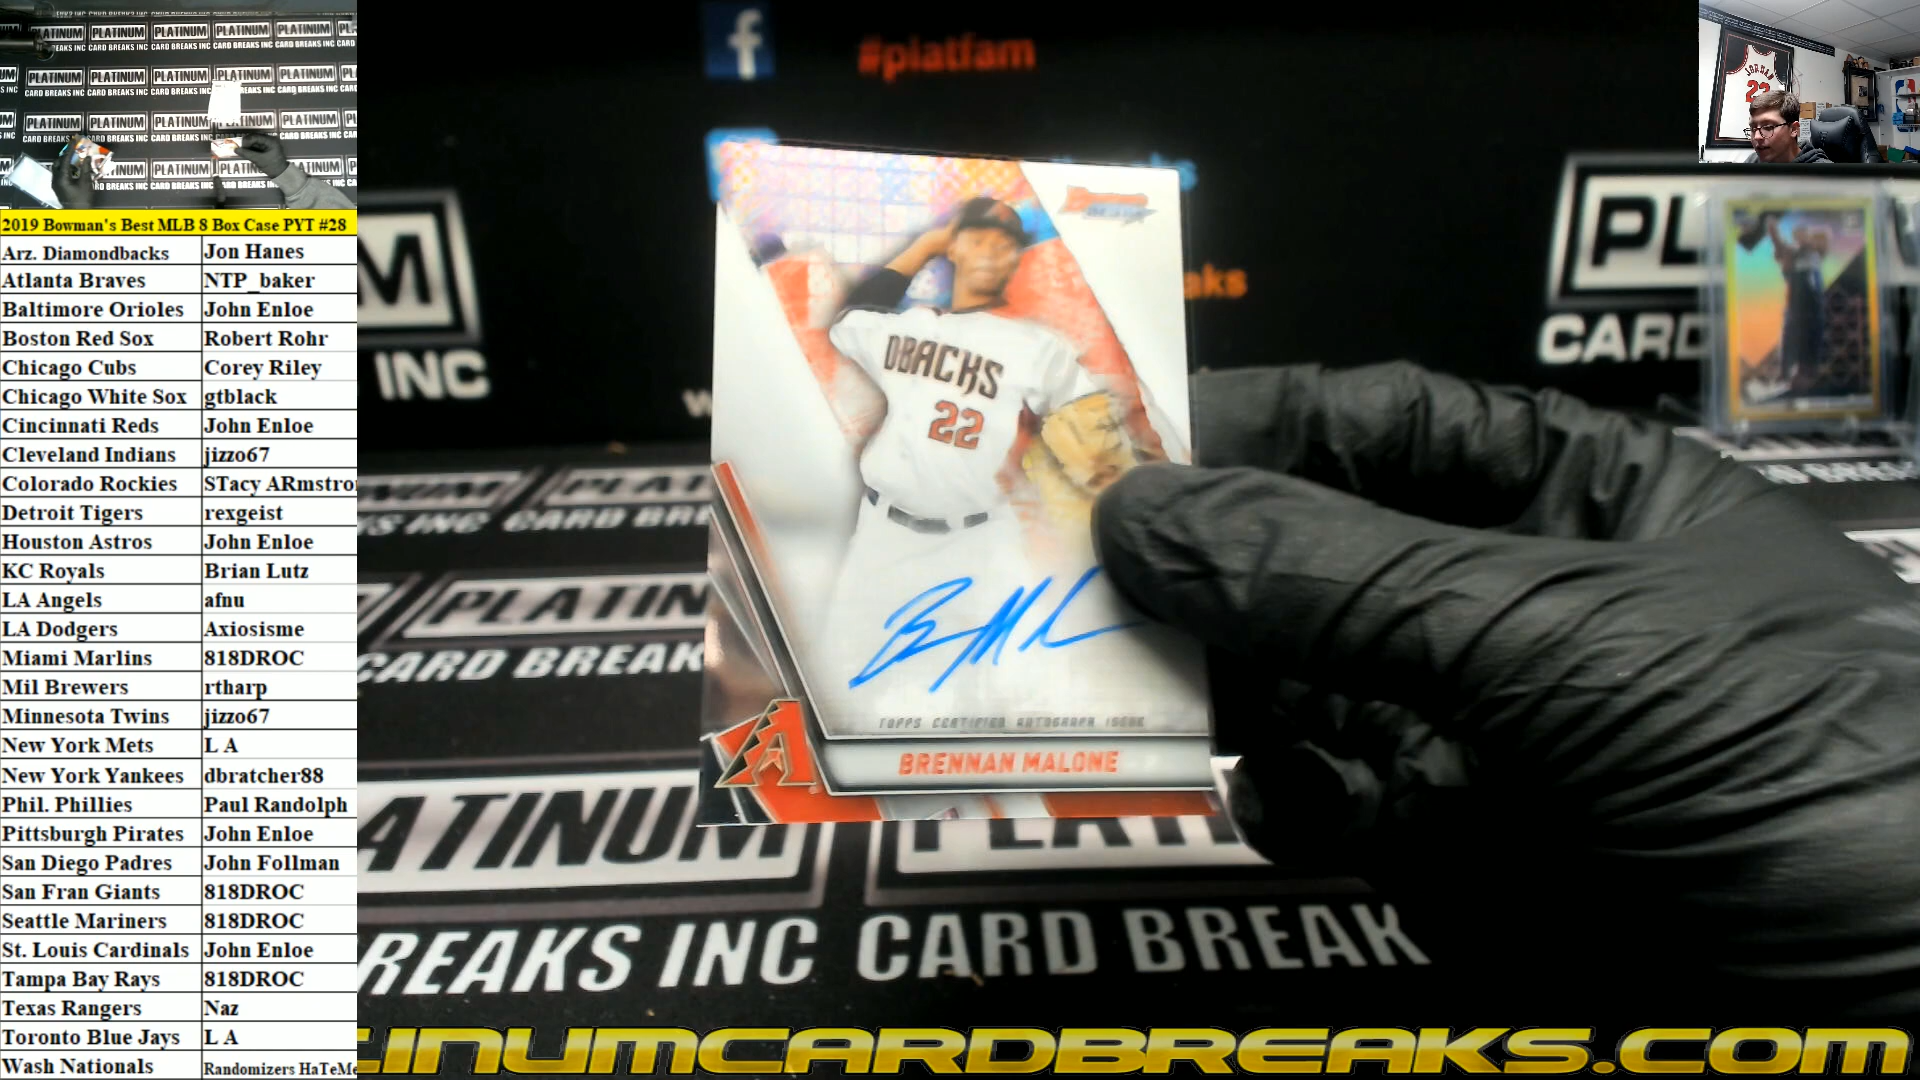 2019 Bowman's Best MLB 8 Box Case PYT #28
Arz. Diamondbacks Jon Hanes
Atlanta Braves NTP_baker
Baltimore Orioles John Enloe
Boston Red Sox Robert Rohr
Chicago Cubs Corey Riley
Chicago White Sox gtblack
Cincinnati Reds John Enloe
Cleveland Indians jizzo67
Colorado Rockies STacy ARmstro
Detroit Tigers rexgeist
Houston Astros John Enloe
KC Royals Brian Lutz
LA Angels afnu
LA Dodgers Axiosisme
Miami Marlins 818DROC
Mil Brewers rtharp
Minnesota Twins jizzo67
New York Mets L A
New York Yankees dbratcher88
Phil. Phillies Paul Randolph
Pittsburgh Pirates John Enloe
San Diego Padres John Follman
San Fran Giants 818DROC
Seattle Mariners 818DROC
St. Louis Cardinals John Enloe
Tampa Bay Rays 818DROC
Texas Rangers Naz
Toronto Blue Jays L A
Wash Nationals Randomizers HaTeMe
#platfam
DBACKS
22
TOPPS CERTIFIED AUTOGRAPH ISSUE
BRENNAN MALONE
PLATINUM
CARD BREAKS INC
INC
PLATIN
CARD BREAK
ATINUM
BREAKS INC CARD BREAK
JORDAN
INUMCARDBREAKS.COM